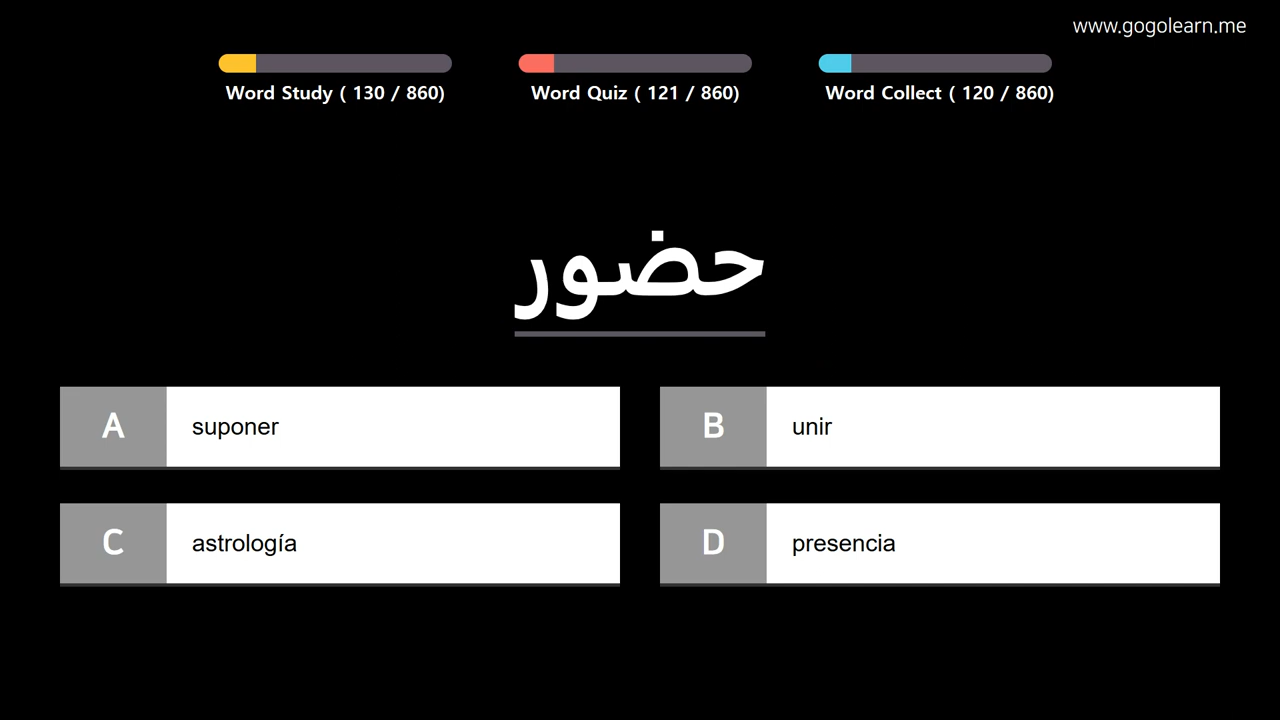 www.gogolearn.me
Word Study ( 130 / 860)
Word Quiz ( 121 / 860)
Word Collect ( 120 / 860)
حضور
A suponer
B unir
C astrología
D presencia